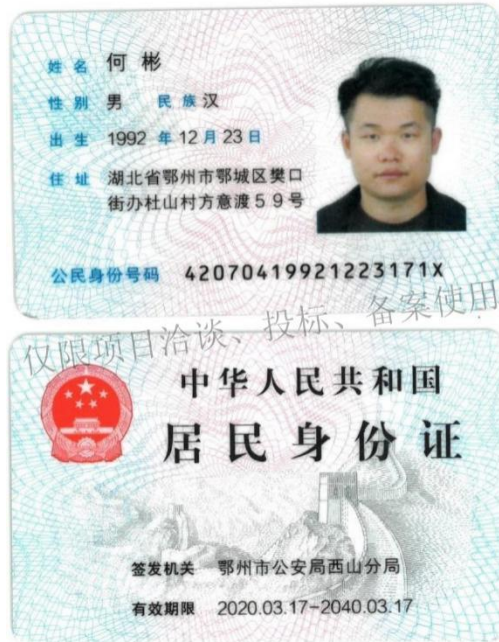 姓名 何彬
性别 男 民族 汉
出生 1992 年 12 月 23 日
住址 湖北省鄂州市鄂城区樊口
街办杜山村方意渡59号
公民身份号码 42070419921223171X
仅限项目洽谈、投标、备案使用
中华人民共和国
居民身份证
签发机关 鄂州市公安局西山分局
有效期限 2020.03.17-2040.03.17